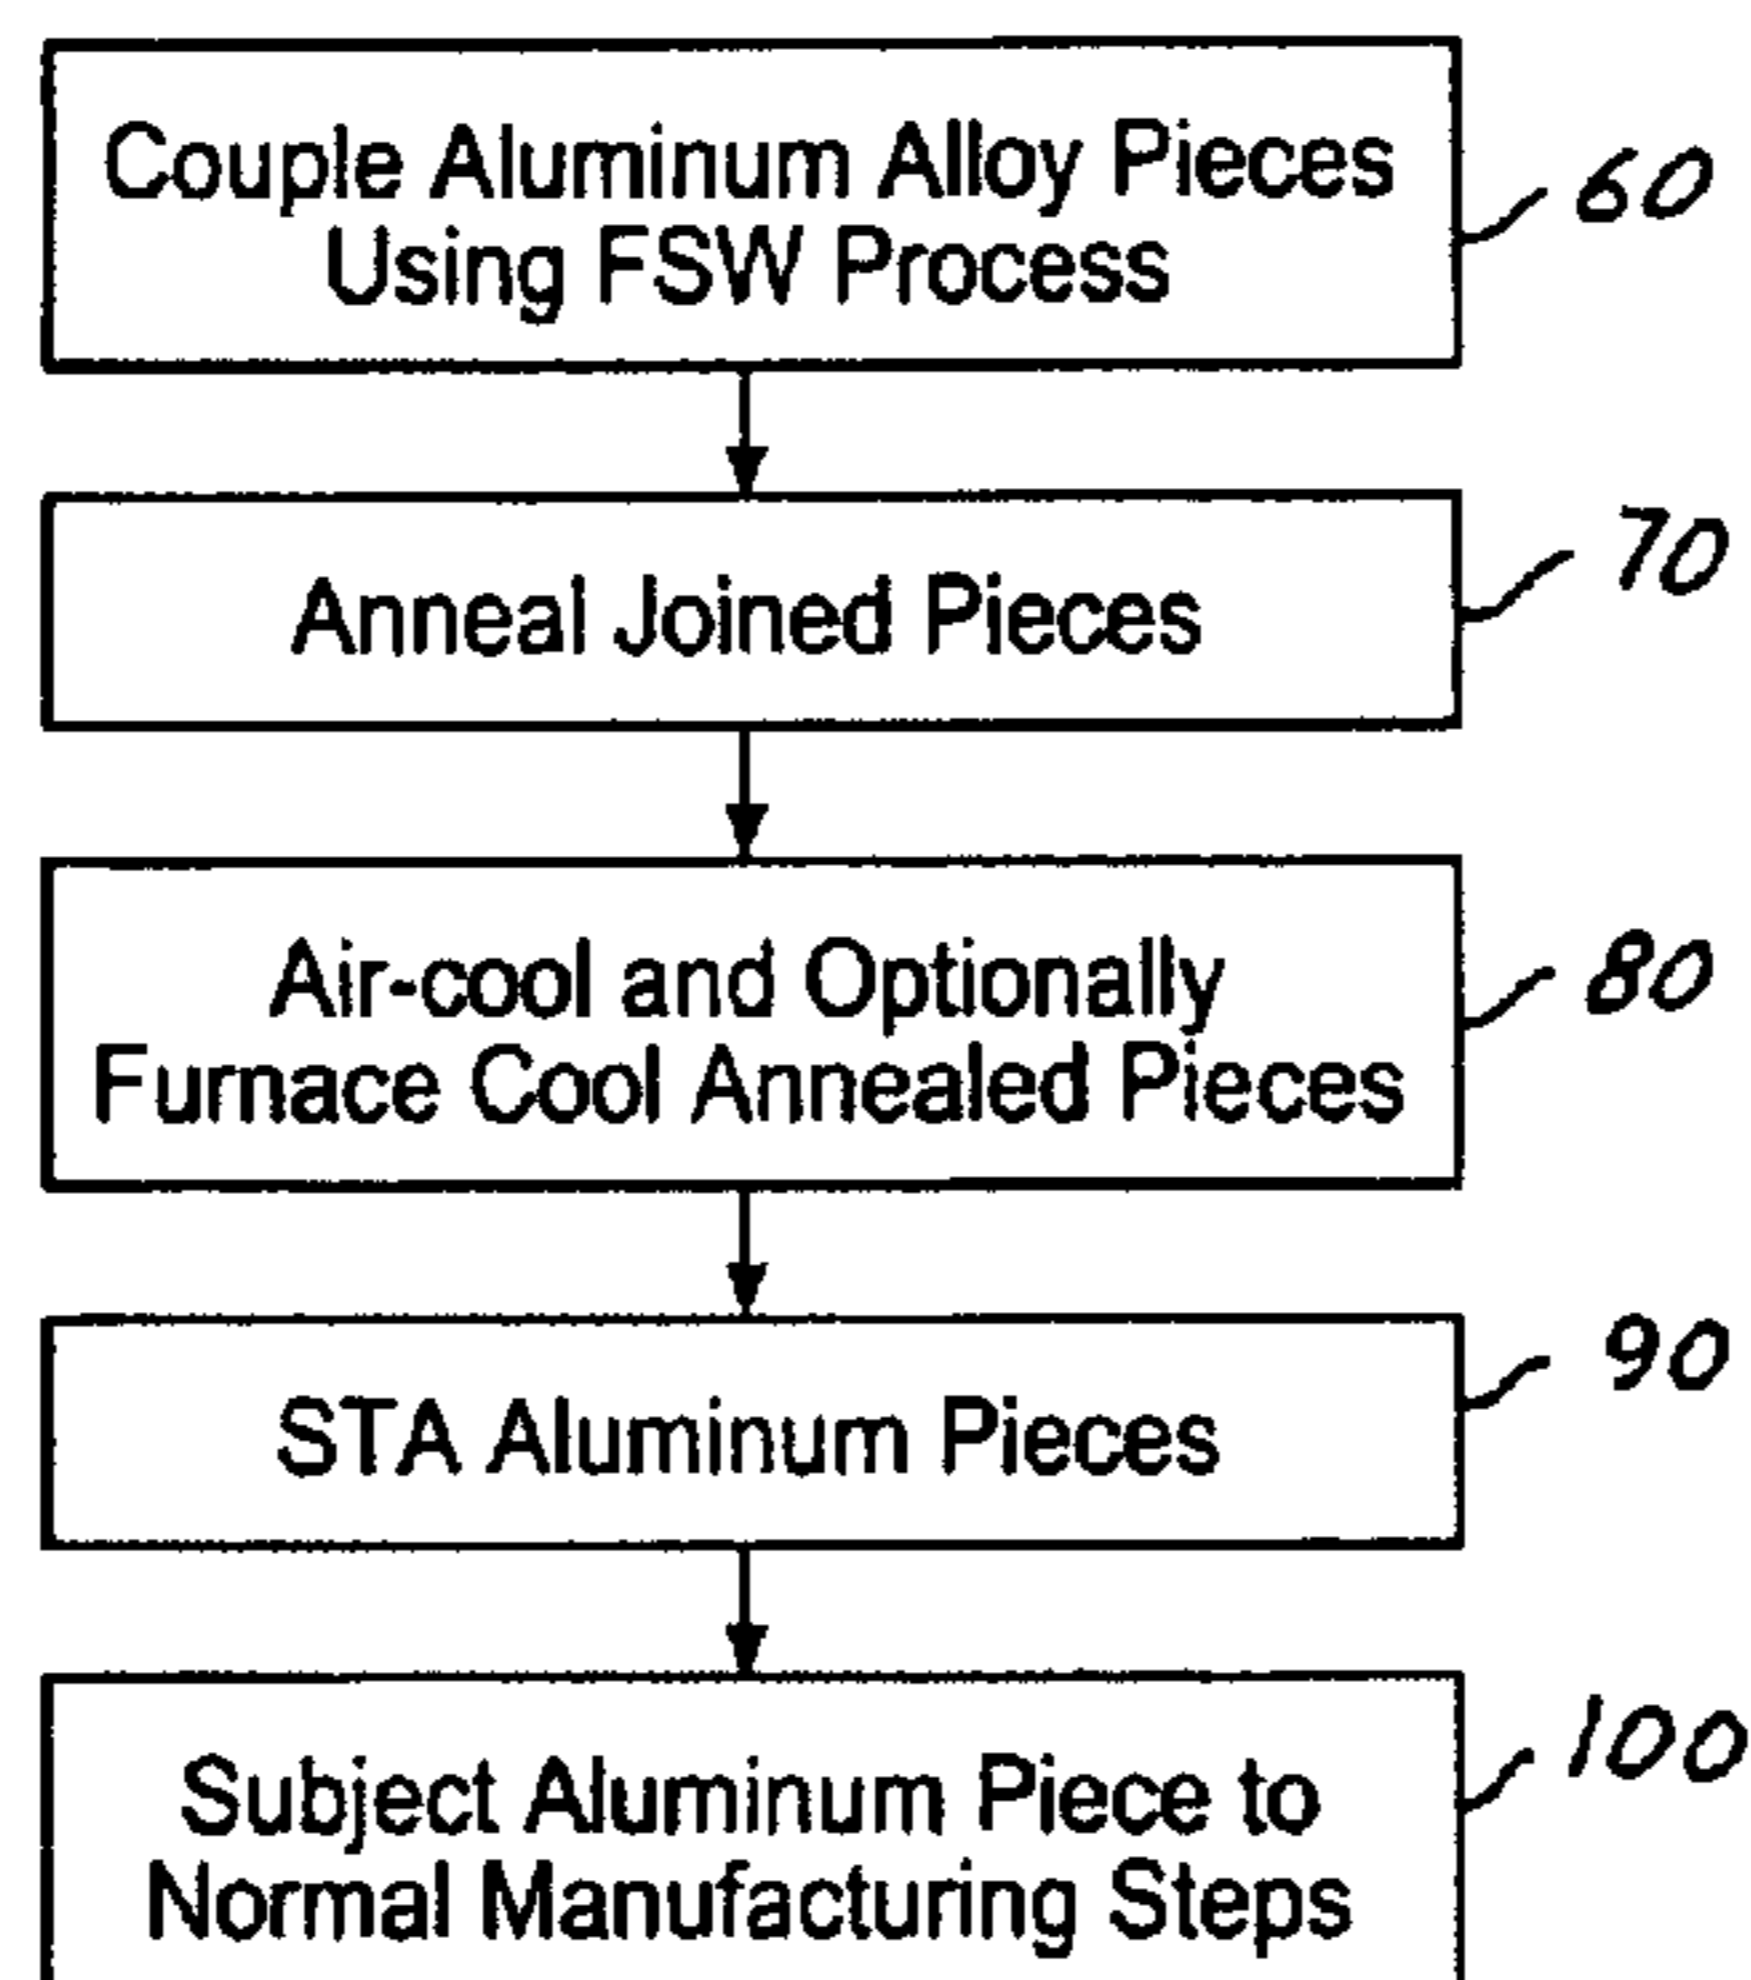 Couple Aluminum Alloy Pieces
Using FSW Process
60
Anneal Joined Pieces
70
Air-cool and Optionally
Furnace Cool Annealed Pieces
80
STA Aluminum Pieces
90
Subject Aluminum Piece to
Normal Manufacturing Steps
100